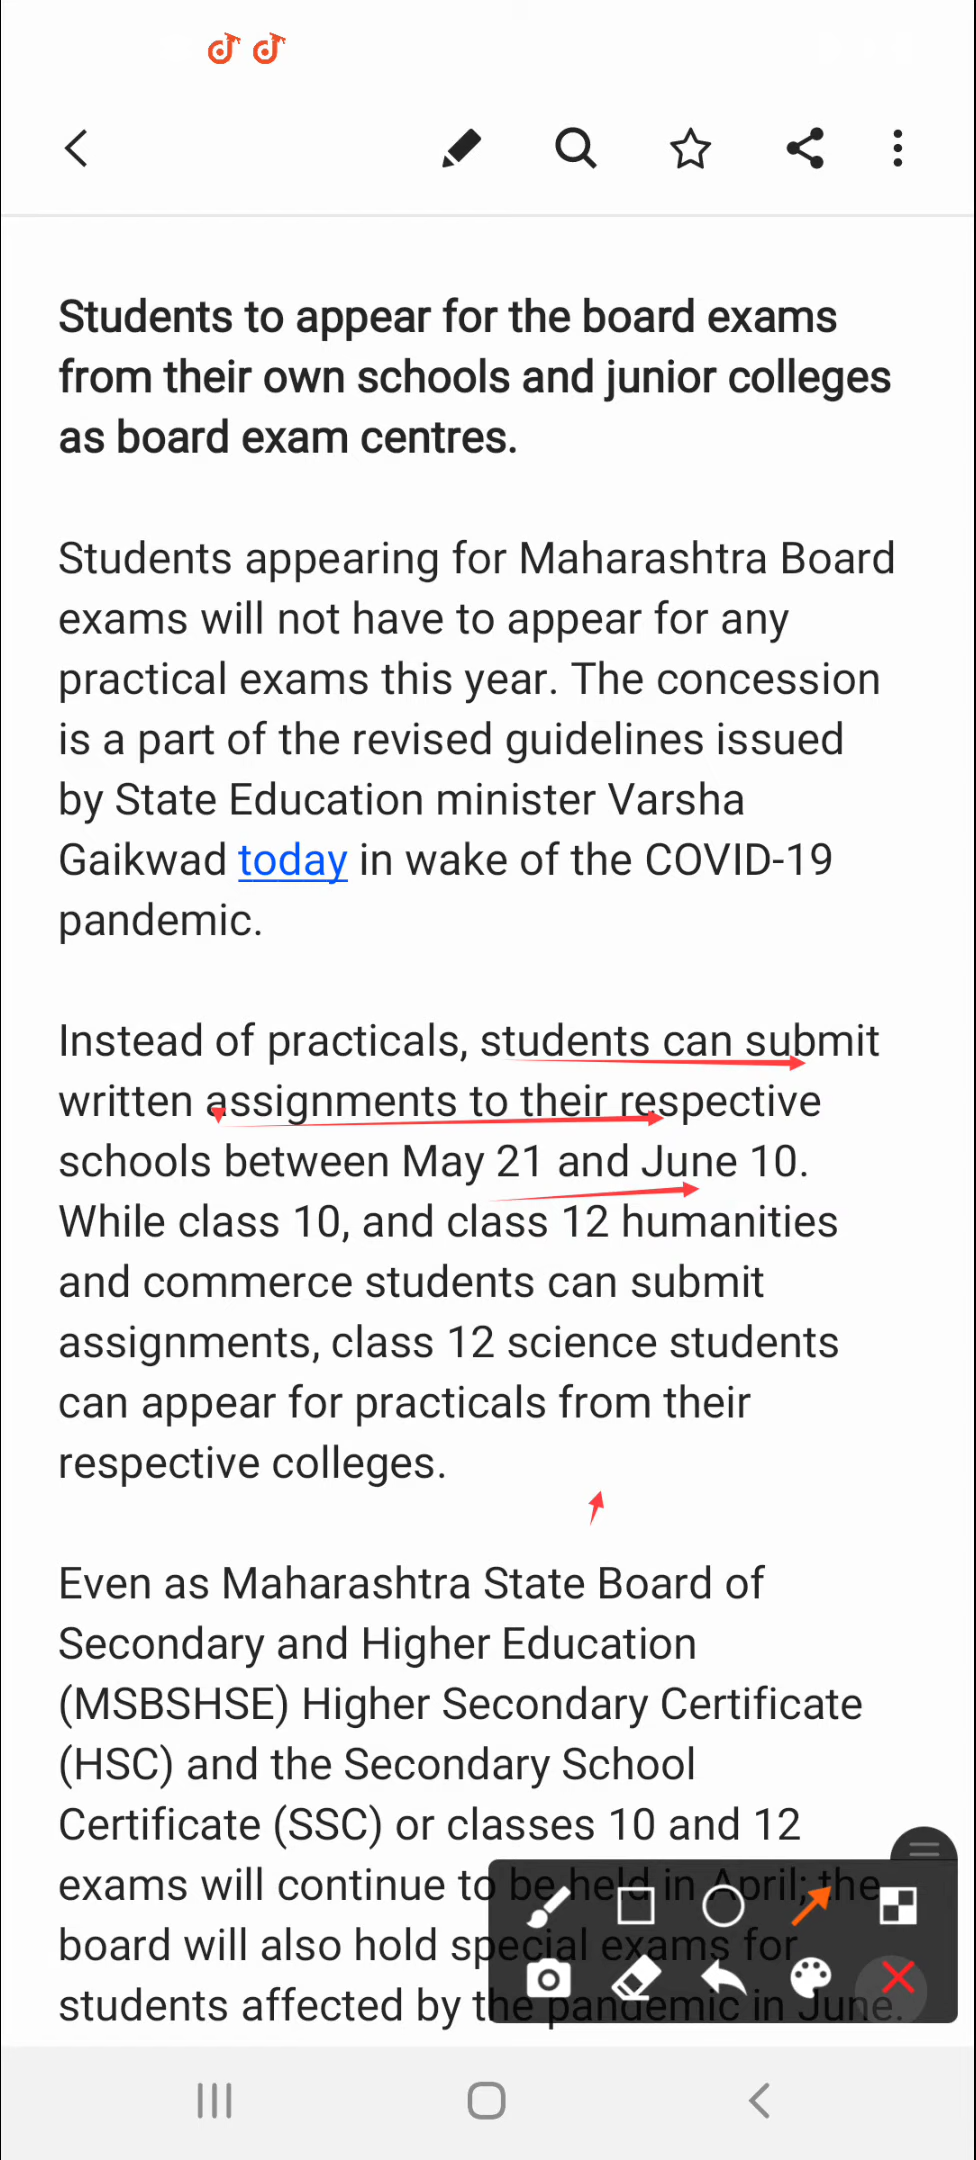 Students to appear for the board exams
from their own schools and junior colleges
as board exam centres.
Students appearing for Maharashtra Board
exams will not have to appear for any
practical exams this year. The concession
is a part of the revised guidelines issued
by State Education minister Varsha
Gaikwad today in wake of the COVID-19
pandemic.
Instead of practicals, students can submit
written assignments to their respective
schools between May 21 and June 10.
While class 10, and class 12 humanities
and commerce students can submit
assignments, class 12 science students
can appear for practicals from their
respective colleges.
Even as Maharashtra State Board of
Secondary and Higher Education
(MSBSHSE) Higher Secondary Certificate
(HSC) and the Secondary School
Certificate (SSC) or classes 10 and 12
exams will continue to be held in April; the
board will also hold special exams for
students affected by the pandemic in June.